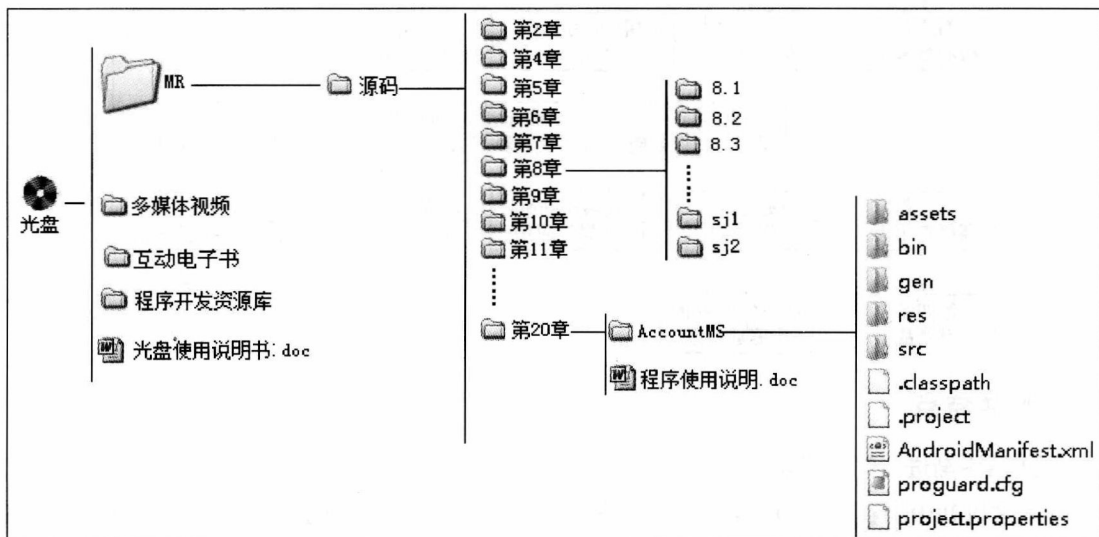 光盘
MR
多媒体视频
互动电子书
程序开发资源库
光盘使用说明书.doc
源码
第2章
第4章
第5章
第6章
第7章
第8章
第9章
第10章
第11章
第20章
8.1
8.2
8.3
sj1
sj2
AccountMS
程序使用说明.doc
assets
bin
gen
res
src
.classpath
.project
AndroidManifest.xml
proguard.cfg
project.properties